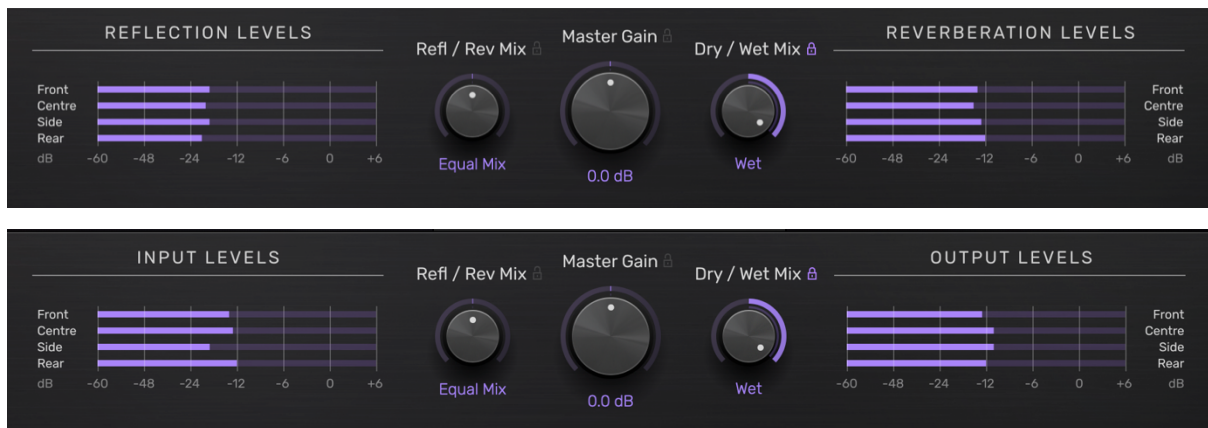 REFLECTION LEVELS
Refl / Rev Mix
Master Gain
Dry / Wet Mix
REVERBERATION LEVELS
Front
Centre
Side
Rear
dB -60 -48 -24 -12 -6 0 +6
Equal Mix
0.0 dB
Wet
Front
Centre
Side
Rear
-60 -48 -24 -12 -6 0 +6 dB
INPUT LEVELS
Refl / Rev Mix
Master Gain
Dry / Wet Mix
OUTPUT LEVELS
Front
Centre
Side
Rear
dB -60 -48 -24 -12 -6 0 +6
Equal Mix
0.0 dB
Wet
Front
Centre
Side
Rear
-60 -48 -24 -12 -6 0 +6 dB